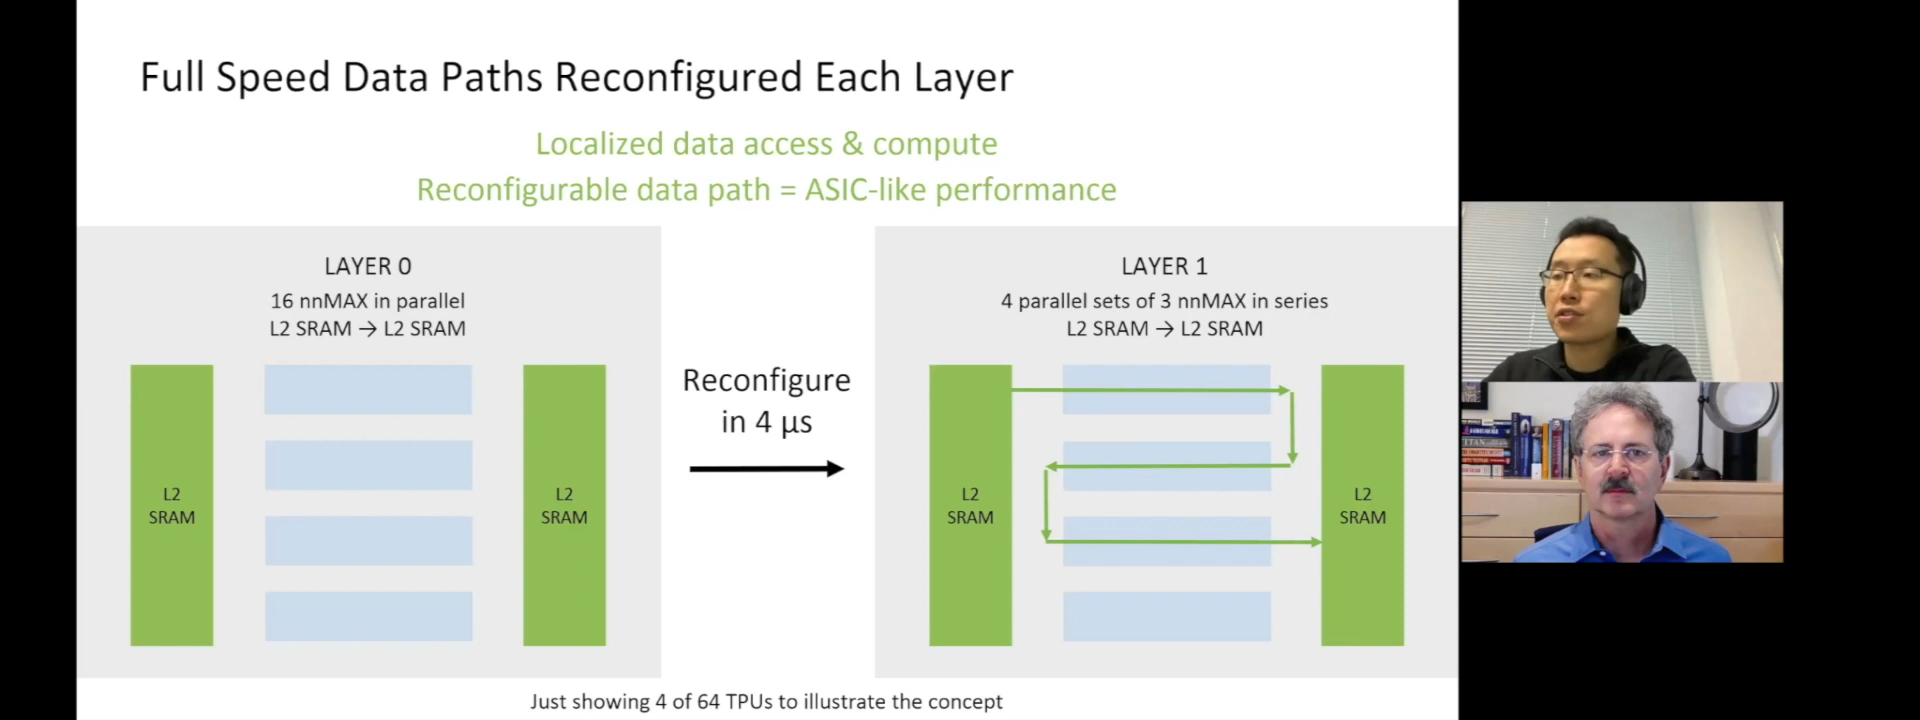 Full Speed Data Paths Reconfigured Each Layer
Localized data access & compute
Reconfigurable data path = ASIC-like performance
LAYER 0
16 nnMAX in parallel
L2 SRAM → L2 SRAM
L2
SRAM
L2
SRAM
Reconfigure
in 4 µs
LAYER 1
4 parallel sets of 3 nnMAX in series
L2 SRAM → L2 SRAM
L2
SRAM
L2
SRAM
Just showing 4 of 64 TPUs to illustrate the concept
TITAN